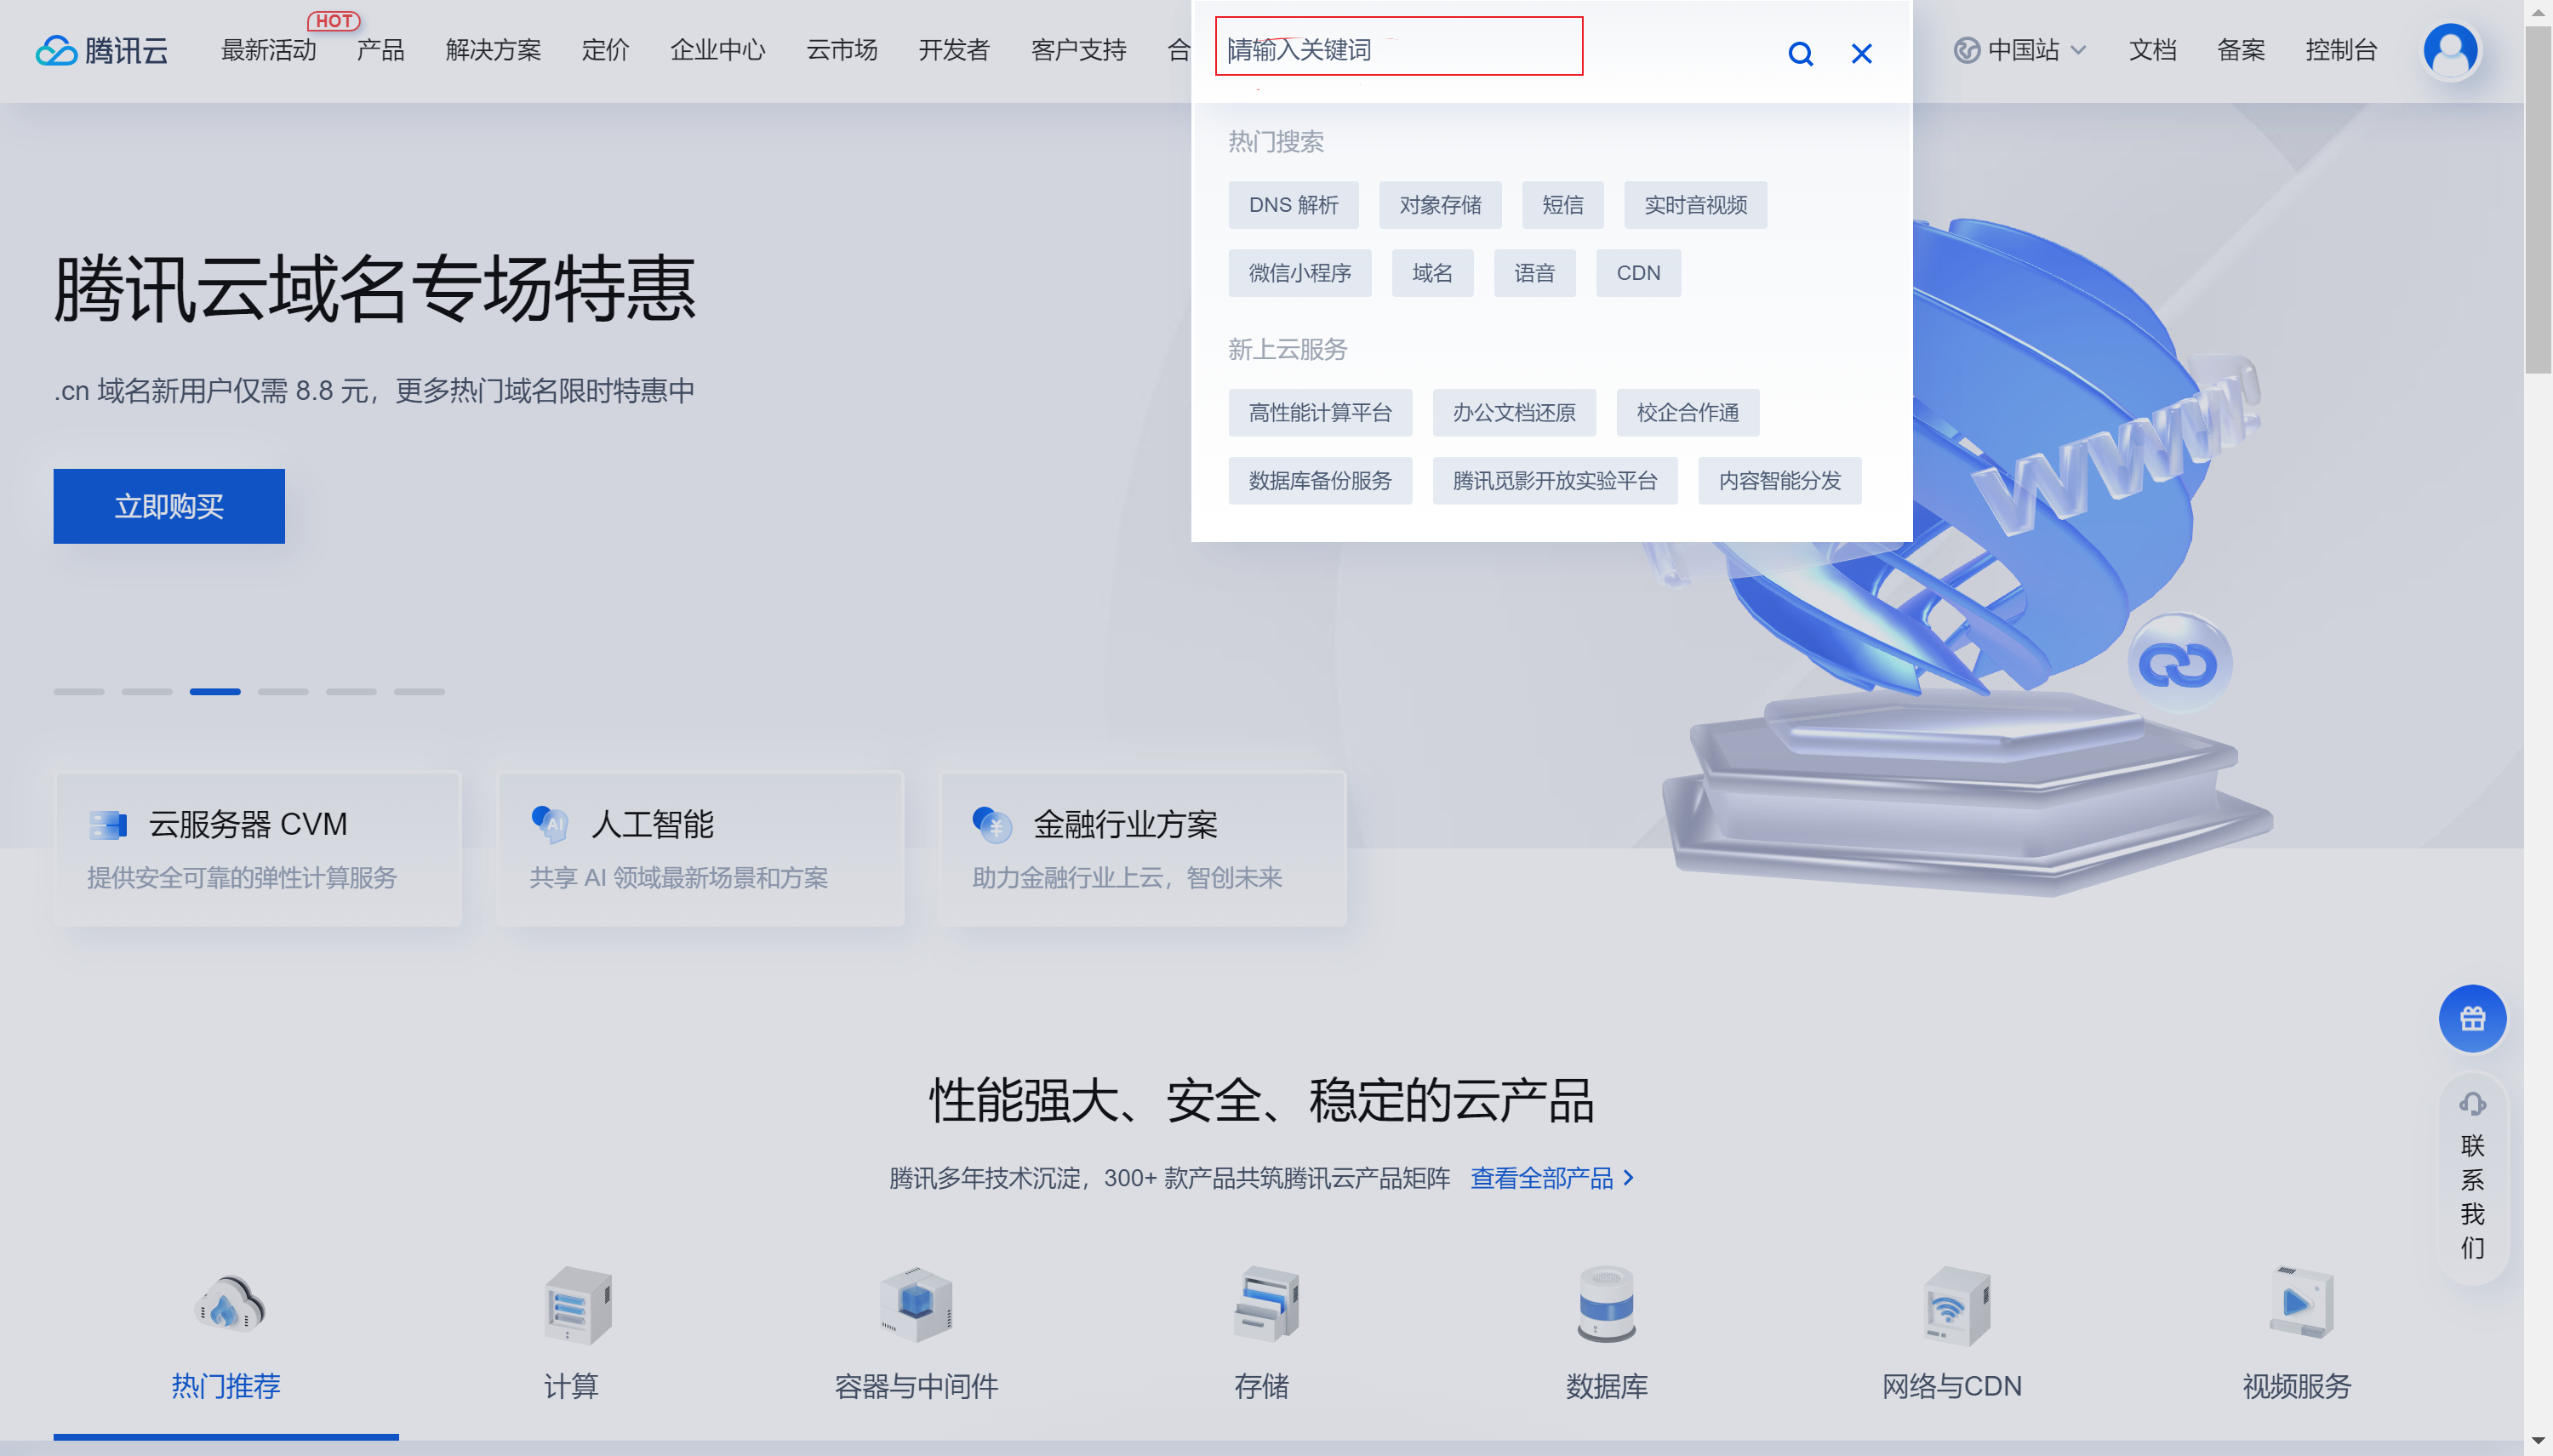 HOT
腾讯云 最新活动 产品 解决方案 定价 企业中心 云市场 开发者 客户支持 合 请输入关键词 中国站 文档 备案 控制台
热门搜索
DNS 解析 对象存储 短信 实时音视频
微信小程序 域名 语音 CDN
新上云服务
高性能计算平台 办公文档还原 校企合作通
数据库备份服务 腾讯觅影开放实验平台 内容智能分发
腾讯云域名专场特惠
.cn 域名新用户仅需 8.8 元，更多热门域名限时特惠中
立即购买
www
云服务器 CVM
提供安全可靠的弹性计算服务
AI 人工智能
共享 AI 领域最新场景和方案
¥ 金融行业方案
助力金融行业上云，智创未来
性能强大、安全、稳定的云产品
腾讯多年技术沉淀，300+ 款产品共筑腾讯云产品矩阵 查看全部产品
热门推荐 计算 容器与中间件 存储 数据库 网络与CDN 视频服务
联
系
我
们